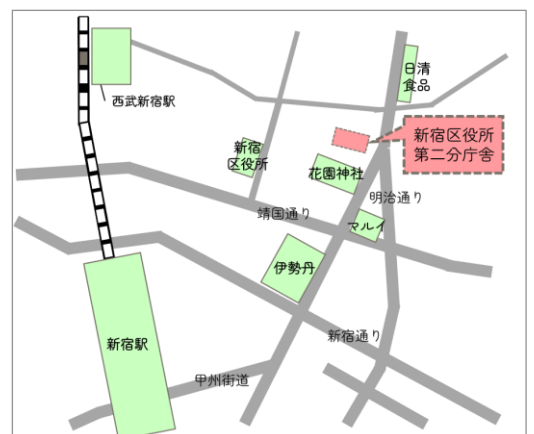 日清
食品
西武新宿駅
新宿区役所
第二分庁舎
新宿
区役所
花園神社
明治通り
靖国通り
マルイ
伊勢丹
新宿通り
新宿駅
甲州街道